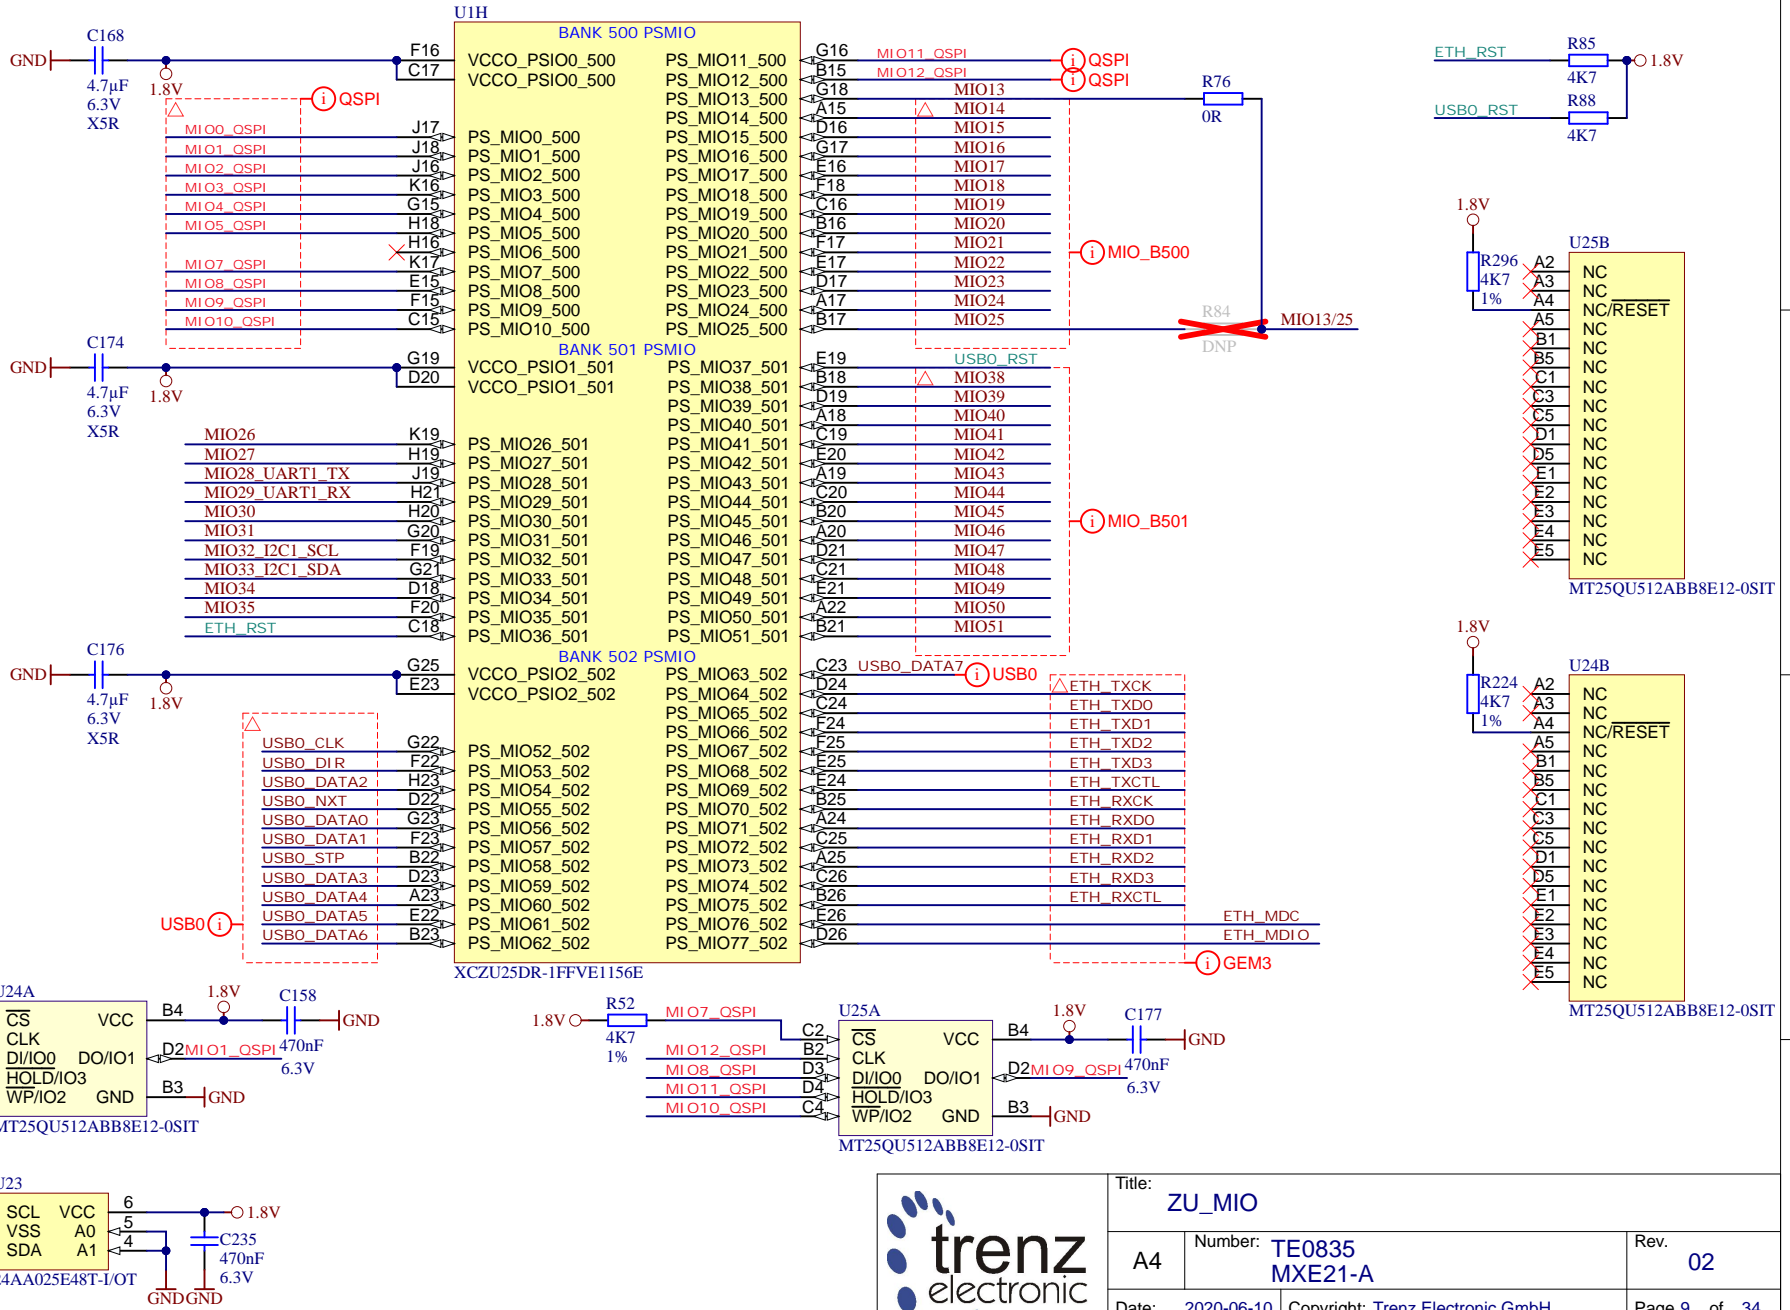 U1H
BANK 500 PSMIO
C168
GND
4.7µF
6.3V
X5R
1.8V
F16
C17
VCCO_PSIO0_500
VCCO_PSIO0_500
QSPI
MIO0_QSPI J17 PS_MIO0_500
MIO1_QSPI J18 PS_MIO1_500
MIO2_QSPI J16 PS_MIO2_500
MIO3_QSPI K16 PS_MIO3_500
MIO4_QSPI G15 PS_MIO4_500
MIO5_QSPI H18 PS_MIO5_500
H16 PS_MIO6_500
MIO7_QSPI K17 PS_MIO7_500
MIO8_QSPI E15 PS_MIO8_500
MIO9_QSPI F15 PS_MIO9_500
MIO10_QSPI C15 PS_MIO10_500
PS_MIO11_500 G16 MIO11_QSPI QSPI
PS_MIO12_500 B15 MIO12_QSPI QSPI
PS_MIO13_500 G18 MIO13
PS_MIO14_500 A15 MIO14
PS_MIO15_500 D16 MIO15
PS_MIO16_500 G17 MIO16
PS_MIO17_500 E16 MIO17
PS_MIO18_500 F18 MIO18
PS_MIO19_500 C16 MIO19
PS_MIO20_500 B16 MIO20
PS_MIO21_500 F17 MIO21
PS_MIO22_500 E17 MIO22
PS_MIO23_500 D17 MIO23
PS_MIO24_500 A17 MIO24
PS_MIO25_500 B17 MIO25
MIO_B500
R76
0R
R84
DNP
MIO13/25
BANK 501 PSMIO
C174
GND
4.7µF
6.3V
X5R
1.8V
G19 VCCO_PSIO1_501
D20 VCCO_PSIO1_501
MIO26 K19 PS_MIO26_501
MIO27 H19 PS_MIO27_501
MIO28_UART1_TX J19 PS_MIO28_501
MIO29_UART1_RX H21 PS_MIO29_501
MIO30 H20 PS_MIO30_501
MIO31 G20 PS_MIO31_501
MIO32_I2C1_SCL F19 PS_MIO32_501
MIO33_I2C1_SDA G21 PS_MIO33_501
MIO34 D18 PS_MIO34_501
MIO35 F20 PS_MIO35_501
ETH_RST C18 PS_MIO36_501
PS_MIO37_501 E19 USB0_RST
PS_MIO38_501 B18 MIO38
PS_MIO39_501 D19 MIO39
PS_MIO40_501 A18 MIO40
PS_MIO41_501 C19 MIO41
PS_MIO42_501 E20 MIO42
PS_MIO43_501 A19 MIO43
PS_MIO44_501 C20 MIO44
PS_MIO45_501 B20 MIO45
PS_MIO46_501 A20 MIO46
PS_MIO47_501 D21 MIO47
PS_MIO48_501 C21 MIO48
PS_MIO49_501 E21 MIO49
PS_MIO50_501 A22 MIO50
PS_MIO51_501 B21 MIO51
MIO_B501
BANK 502 PSMIO
C176
GND
4.7µF
6.3V
X5R
1.8V
G25 VCCO_PSIO2_502
E23 VCCO_PSIO2_502
USB0_CLK G22 PS_MIO52_502
USB0_DIR F22 PS_MIO53_502
USB0_DATA2 H23 PS_MIO54_502
USB0_NXT D22 PS_MIO55_502
USB0_DATA0 G23 PS_MIO56_502
USB0_DATA1 F23 PS_MIO57_502
USB0_STP B22 PS_MIO58_502
USB0_DATA3 D23 PS_MIO59_502
USB0_DATA4 A23 PS_MIO60_502
USB0_DATA5 E22 PS_MIO61_502
USB0_DATA6 B23 PS_MIO62_502
USB0
PS_MIO63_502 C23 USB0_DATA7 USB0
PS_MIO64_502 D24 ETH_TXCK
PS_MIO65_502 C24 ETH_TXD0
PS_MIO66_502 F24 ETH_TXD1
PS_MIO67_502 F25 ETH_TXD2
PS_MIO68_502 E25 ETH_TXD3
PS_MIO69_502 E24 ETH_TXCTL
PS_MIO70_502 B25 ETH_RXCK
PS_MIO71_502 A24 ETH_RXD0
PS_MIO72_502 C25 ETH_RXD1
PS_MIO73_502 A25 ETH_RXD2
PS_MIO74_502 C26 ETH_RXD3
PS_MIO75_502 B26 ETH_RXCTL
PS_MIO76_502 E26 ETH_MDC
PS_MIO77_502 D26 ETH_MDIO
GEM3
XCZU25DR-1FFVE1156E
ETH_RST R85 1.8V
4K7
USB0_RST R88
4K7
1.8V
R296
4K7
1%
U25B
A2 NC
A3 NC
A4 NC/RESET
A5 NC
B1 NC
B5 NC
C1 NC
C3 NC
C5 NC
D1 NC
D5 NC
E1 NC
E2 NC
E3 NC
E4 NC
E5 NC
MT25QU512ABB8E12-0SIT
1.8V
R224
4K7
1%
U24B
A2 NC
A3 NC
A4 NC/RESET
A5 NC
B1 NC
B5 NC
C1 NC
C3 NC
C5 NC
D1 NC
D5 NC
E1 NC
E2 NC
E3 NC
E4 NC
E5 NC
MT25QU512ABB8E12-0SIT
U24A
CS VCC B4
CLK
DI/IO0 DO/IO1 D2 MIO1_QSPI
HOLD/IO3
WP/IO2 GND B3 GND
MT25QU512ABB8E12-0SIT
1.8V
C158
GND
470nF
6.3V
R52
1.8V
4K7
1%
MIO7_QSPI C2
MIO12_QSPI B2
MIO8_QSPI D3
MIO11_QSPI D4
MIO10_QSPI C4
U25A
CS VCC B4
CLK
DI/IO0 DO/IO1 D2 MIO9_QSPI
HOLD/IO3
WP/IO2 GND B3 GND
MT25QU512ABB8E12-0SIT
1.8V
C177
GND
470nF
6.3V
U23
SCL VCC 6
VSS A0 5
SDA A1 4
24AA025E48T-I/OT
1.8V
C235
470nF
6.3V
GND GND
trenz
electronic
Title:
ZU_MIO
A4
Number: TE0835
MXE21-A
Rev.
02
Date: 2020-06-10 Copyright: Trenz Electronic GmbH Page 9 of 34